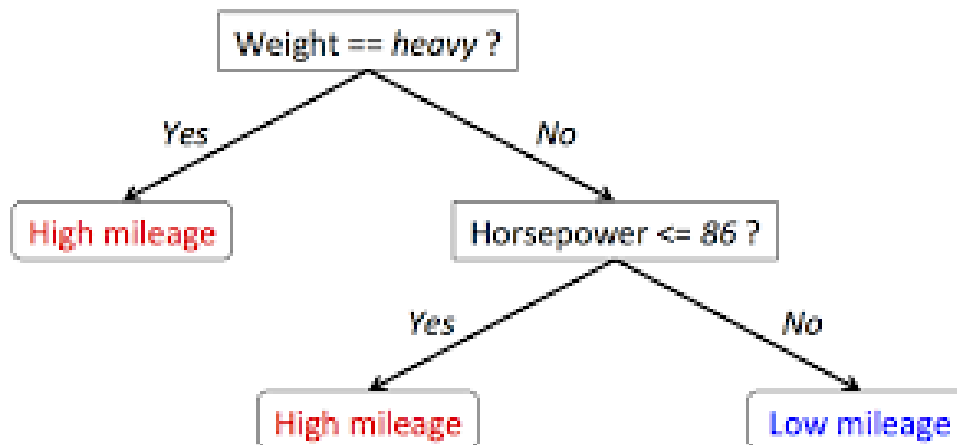 Weight == heavy ?
Yes
No
High mileage
Horsepower <= 86 ?
Yes
No
High mileage
Low mileage